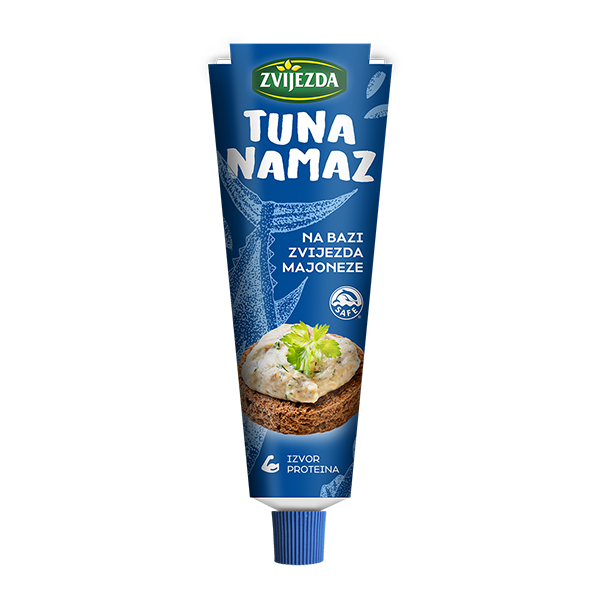 ZVIJEZDA
TUNA
NAMAZ
NA BAZI
ZVIJEZDA
MAJONEZE
SAFE
IZVOR
PROTEINA